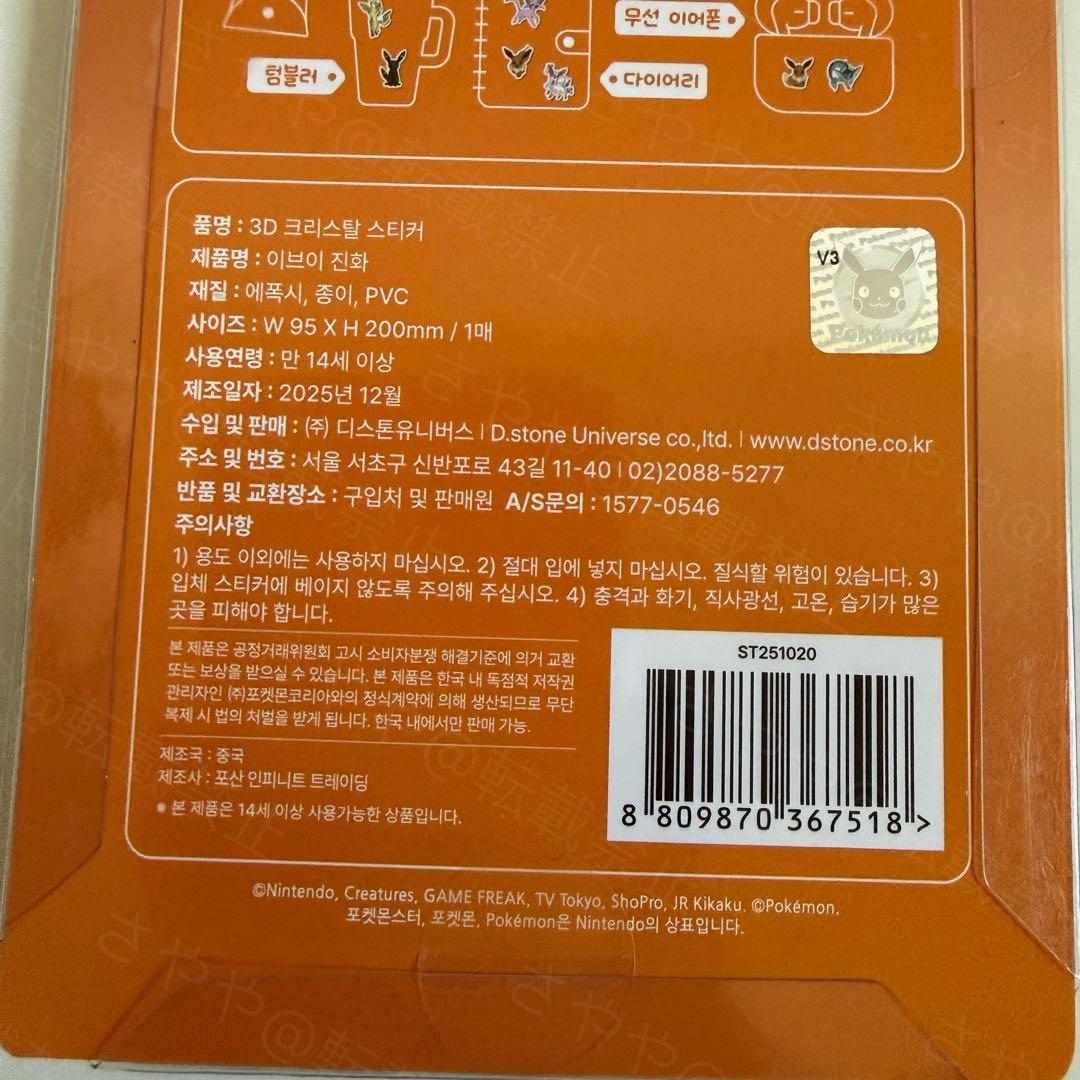 무선 이어폰
텀블러
다이어리
품명 : 3D 크리스탈 스티커
제품명 : 이브이 진화
재질 : 에폭시, 종이, PVC
사이즈 : W 95 X H 200mm / 1매
사용연령 : 만 14세 이상
제조일자 : 2025년 12월
수입 및 판매 : (주) 디스톤유니버스 | D.stone Universe co.,ltd. | www.dstone.co.kr
주소 및 번호 : 서울 서초구 신반포로 43길 11-40 | 02)2088-5277
반품 및 교환장소 : 구입처 및 판매원 A/S문의 : 1577-0546
주의사항
1) 용도 이외에는 사용하지 마십시오. 2) 절대 입에 넣지 마십시오. 질식할 위험이 있습니다. 3)
입체 스티커에 베이지 않도록 주의해 주십시오. 4) 충격과 화기, 직사광선, 고온, 습기가 많은
곳을 피해야 합니다.
V3
Pokémon
본 제품은 공정거래위원회 고시 소비자분쟁 해결기준에 의거 교환
또는 보상을 받으실 수 있습니다. 본 제품은 한국 내 독점적 저작권
관리자인 (주)포켓몬코리아와의 정식계약에 의해 생산되므로 무단
복제 시 법의 처벌을 받게 됩니다. 한국 내에서만 판매 가능.
제조국 : 중국
제조사 : 포산 인피니트 트레이딩
* 본 제품은 14세 이상 사용가능한 상품입니다.
ST251020
8 809870 367518 >
©Nintendo, Creatures, GAME FREAK, TV Tokyo, ShoPro, JR Kikaku. ©Pokémon.
포켓몬스터, 포켓몬, Pokémon은 Nintendo의 상표입니다.
さやや@転載禁止